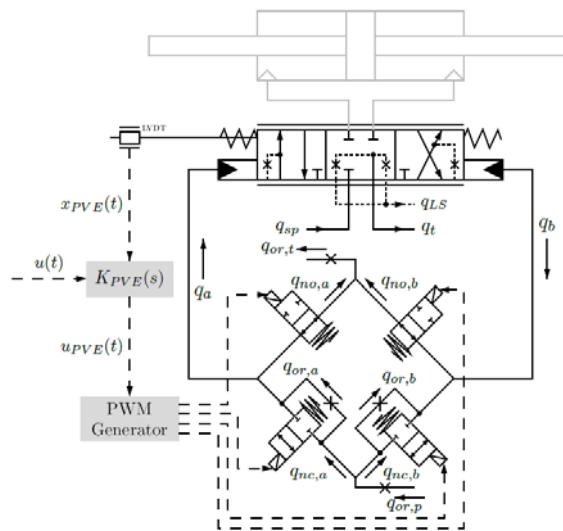 LVDT
x_{PVE}(t)
q_{LS}
q_{sp}
q_t
q_{or,t}
q_b
u(t)
K_{PVE}(s)
q_a
q_{no,a}
q_{no,b}
u_{PVE}(t)
q_{or,a}
q_{or,b}
PWM
Generator
q_{nc,a}
q_{nc,b}
q_{or,p}